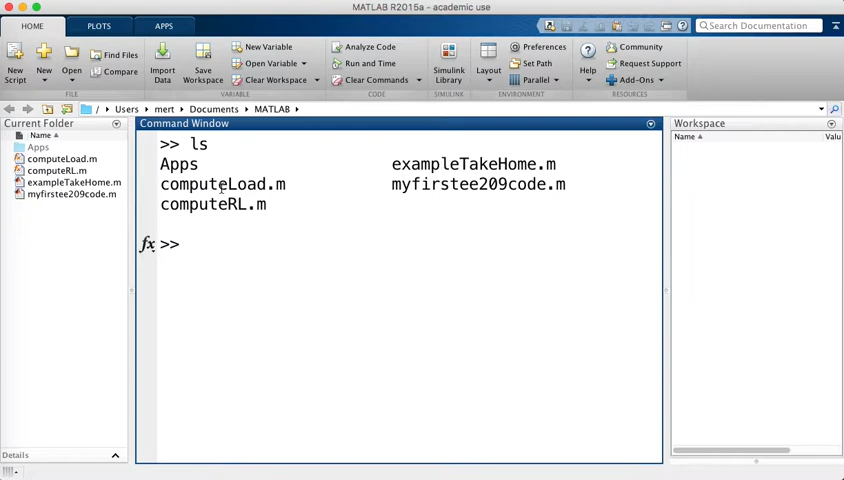 MATLAB R2015a - academic use
HOME PLOTS APPS
Search Documentation
New Script
New
Open
Find Files
Compare
FILE
Import Data
Save Workspace
New Variable
Open Variable
Clear Workspace
VARIABLE
Analyze Code
Run and Time
Clear Commands
CODE
Simulink Library
SIMULINK
Layout
Preferences
Set Path
Parallel
ENVIRONMENT
Help
Community
Request Support
Add-Ons
RESOURCES
/ Users mert Documents MATLAB
Current Folder
Name
Apps
computeLoad.m
computeRL.m
exampleTakeHome.m
myfirstee209code.m
Details
Command Window
>> ls
Apps exampleTakeHome.m
computeLoad.m myfirstee209code.m
computeRL.m
fx >>
Workspace
Name Valu